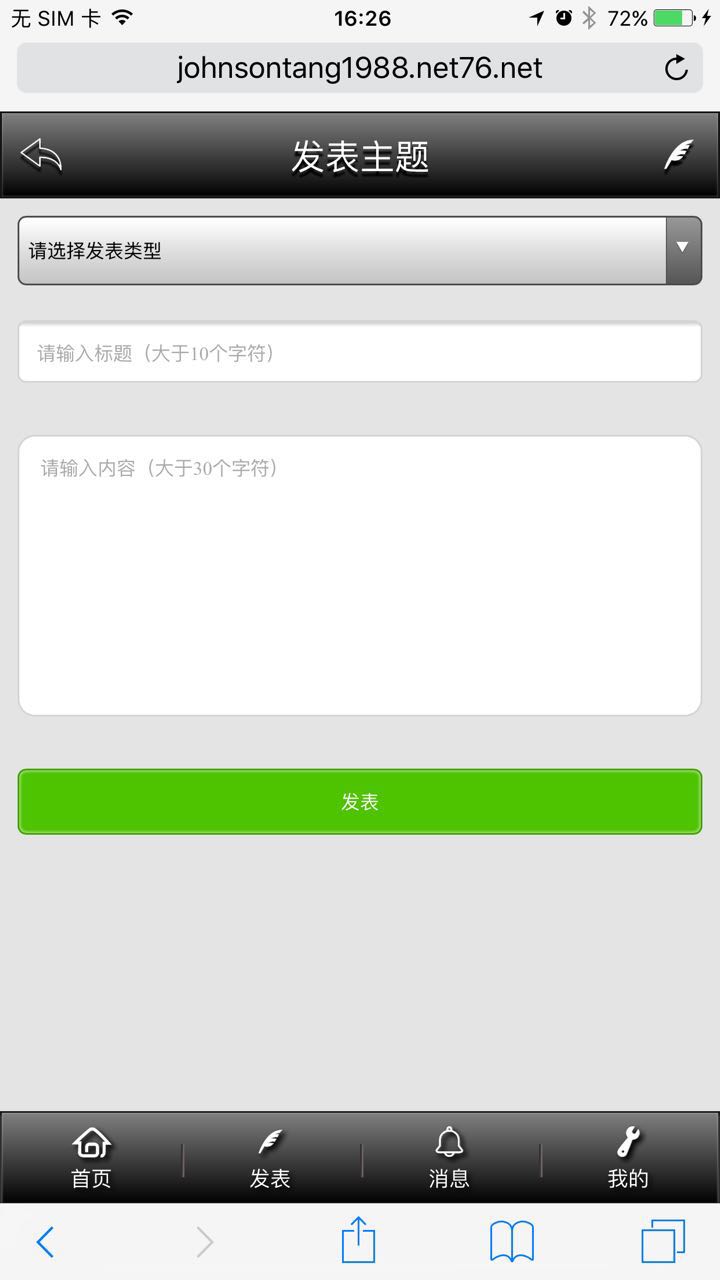 无 SIM 卡 16:26 72%
johnsontang1988.net76.net
发表主题
请选择发表类型
请输入标题（大于10个字符）
请输入内容（大于30个字符）
发表
首页 发表 消息 我的